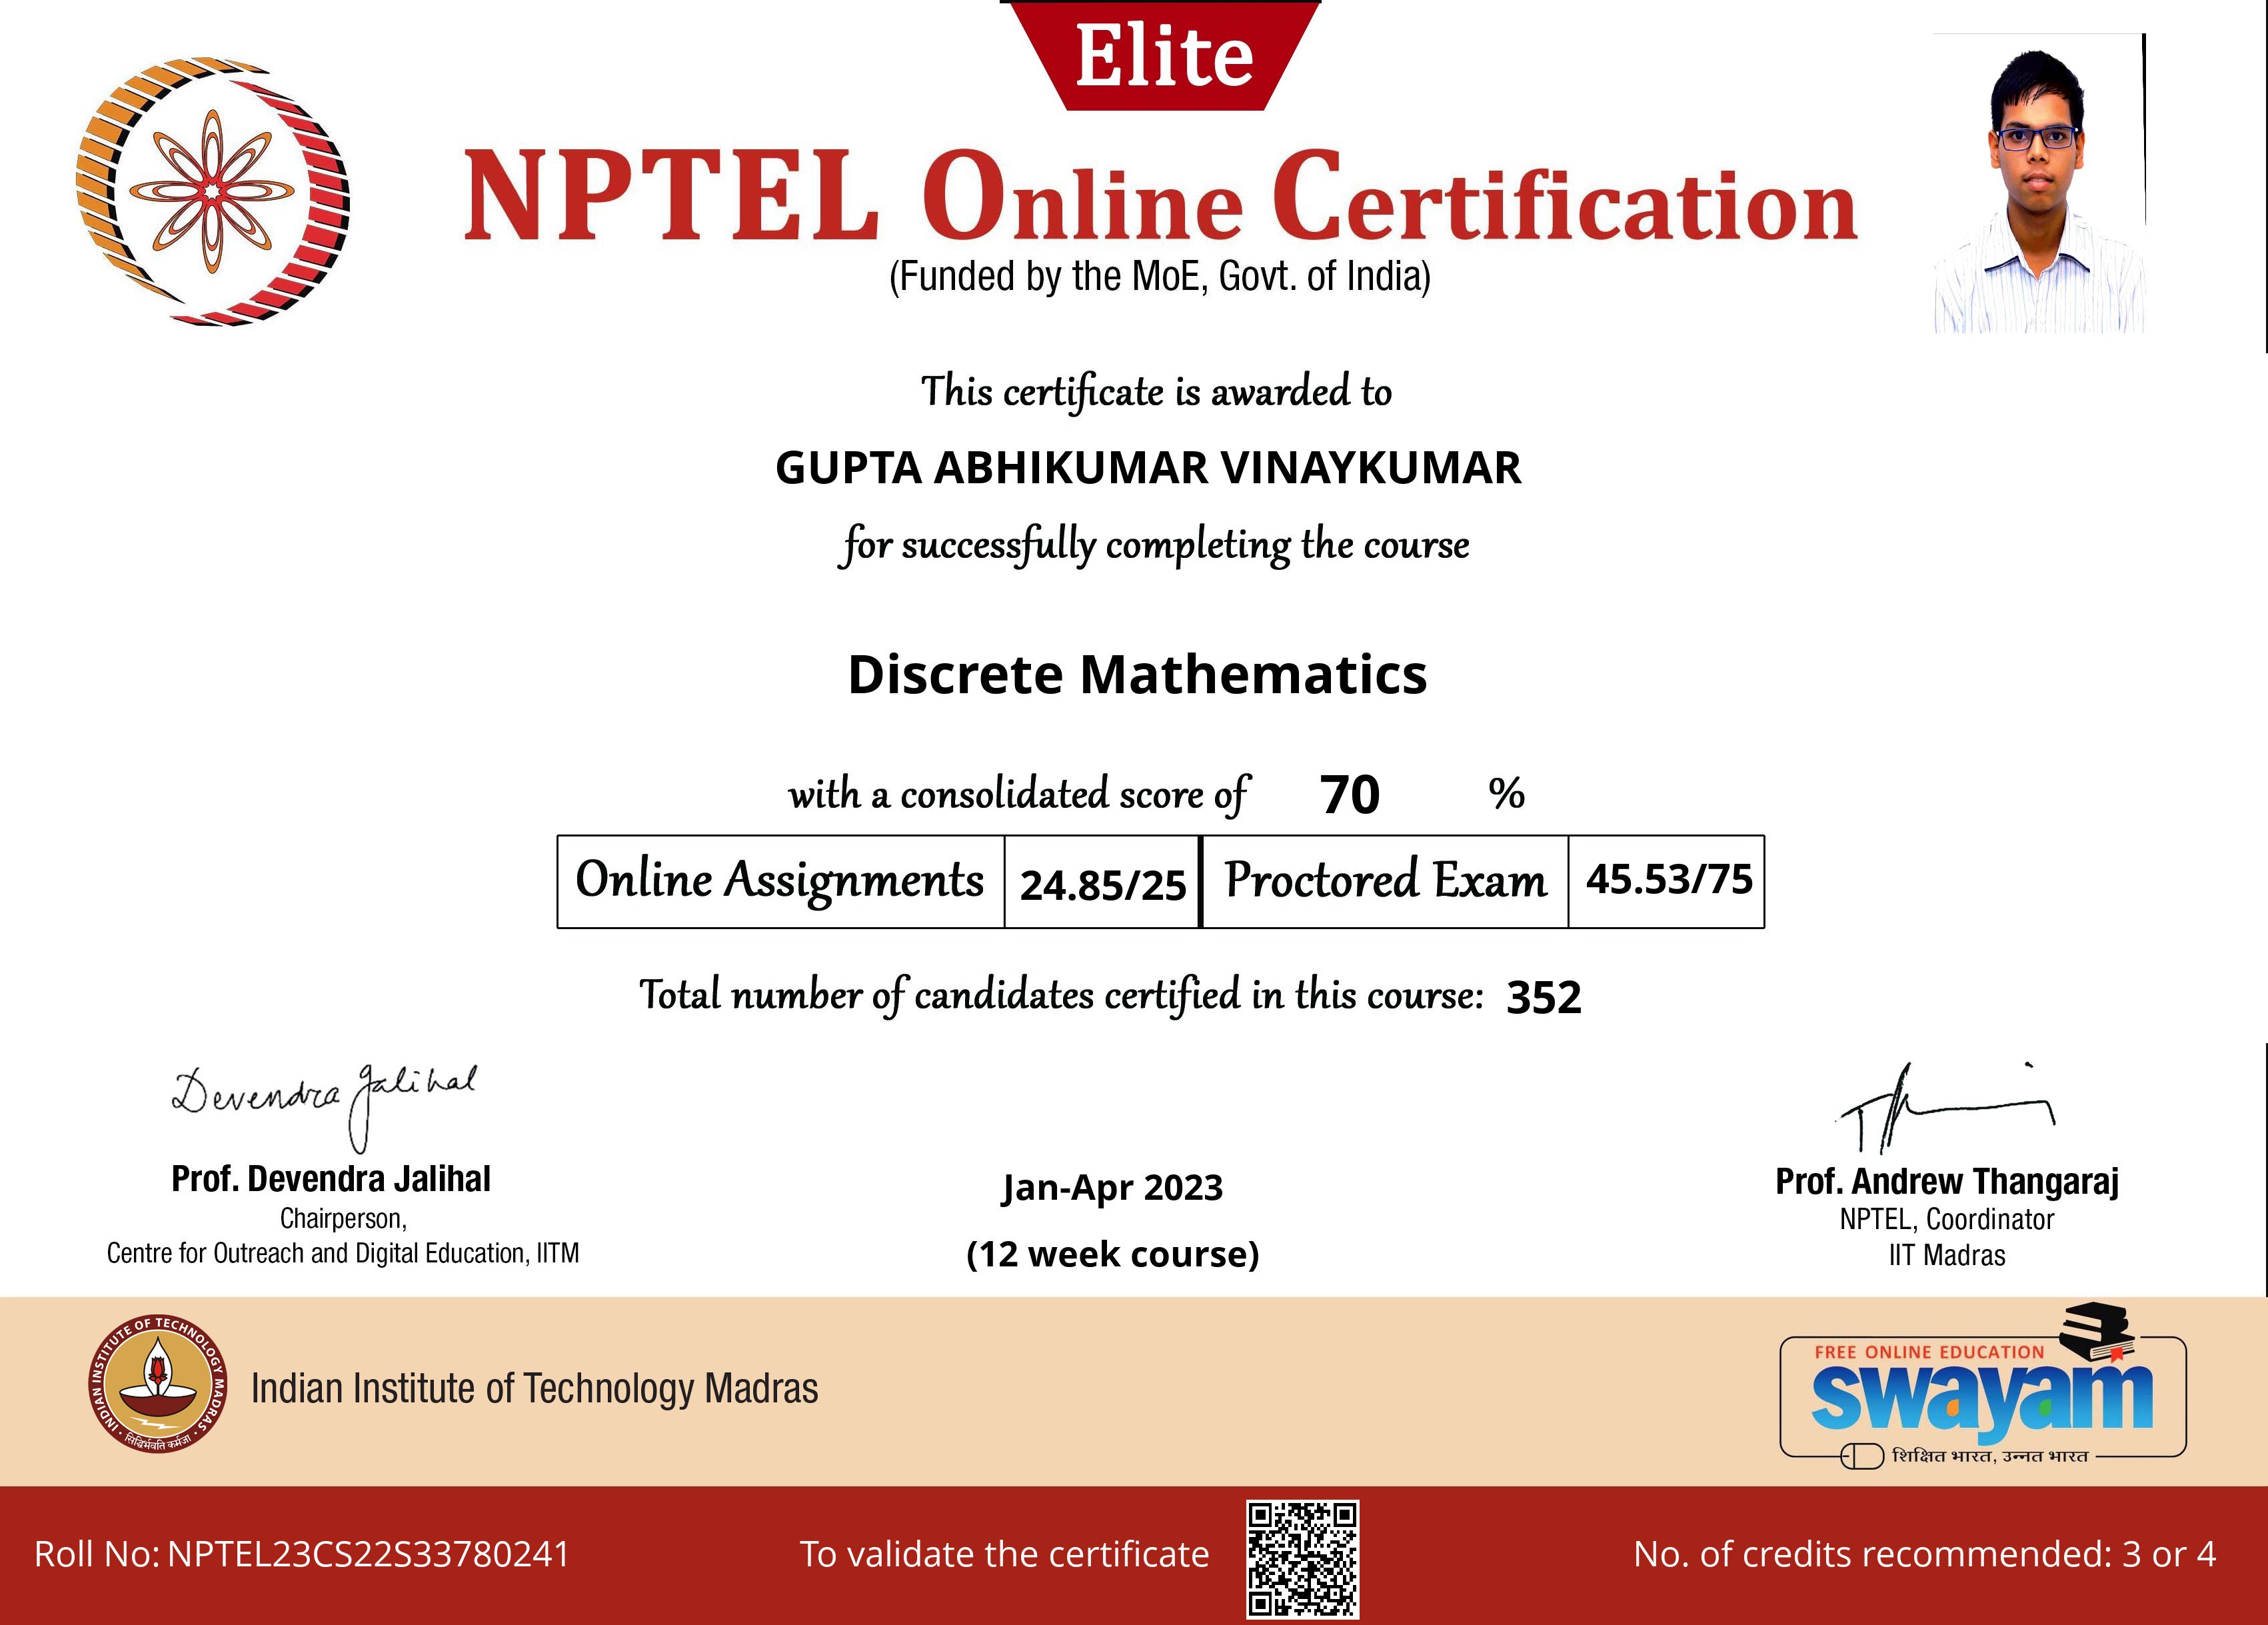 Elite
NPTEL Online Certification
(Funded by the MoE, Govt. of India)
This certificate is awarded to
GUPTA ABHIKUMAR VINAYKUMAR
for successfully completing the course
Discrete Mathematics
with a consolidated score of 70 %
Online Assignments 24.85/25 Proctored Exam 45.53/75
Total number of candidates certified in this course: 352
Devendra Jalihal
Prof. Devendra Jalihal
Chairperson,
Centre for Outreach and Digital Education, IITM
Jan-Apr 2023
(12 week course)
Prof. Andrew Thangaraj
NPTEL, Coordinator
IIT Madras
INDIAN INSTITUTE OF TECHNOLOGY MADRAS
सिद्धिर्भवति कर्मजा
Indian Institute of Technology Madras
FREE ONLINE EDUCATION
swayam
शिक्षित भारत, उन्नत भारत
Roll No: NPTEL23CS22S33780241
To validate the certificate
No. of credits recommended: 3 or 4